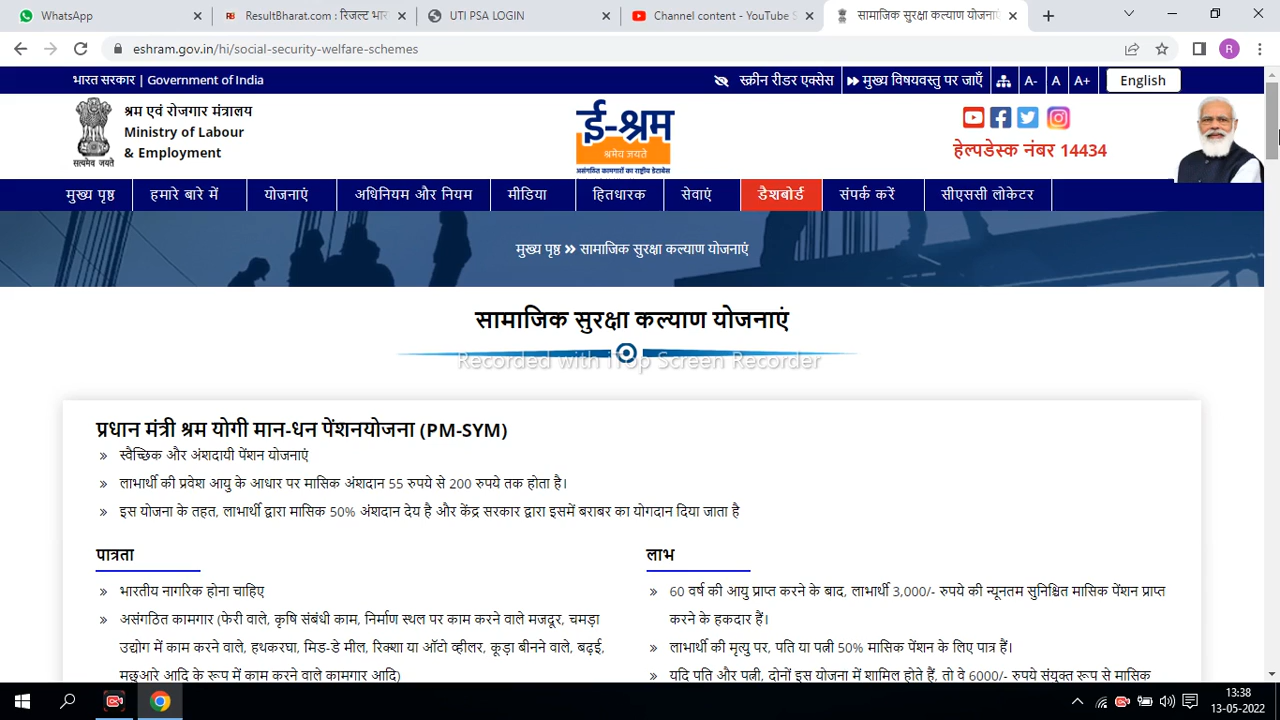 WhatsApp
ResultBharat.com : रिजल्ट भार
UTI PSA LOGIN
Channel content - YouTube S
सामाजिक सुरक्षा कल्याण योजनाएं
eshram.gov.in/hi/social-security-welfare-schemes
R
भारत सरकार | Government of India
स्क्रीन रीडर एक्सेस
मुख्य विषयवस्तु पर जाएँ
A- A A+
English
श्रम एवं रोजगार मंत्रालय
Ministry of Labour
& Employment
सत्यमेव जयते
ई-श्रम
श्रमेव जयते
असंगठित कामगारों का राष्ट्रीय डेटाबेस
हेल्पडेस्क नंबर 14434
मुख्य पृष्ठ हमारे बारे में योजनाएं अधिनियम और नियम मीडिया हितधारक सेवाएं डैशबोर्ड संपर्क करें सीएससी लोकेटर
मुख्य पृष्ठ » सामाजिक सुरक्षा कल्याण योजनाएं
सामाजिक सुरक्षा कल्याण योजनाएं
Recorded with iTop Screen Recorder
प्रधान मंत्री श्रम योगी मान-धन पेंशनयोजना (PM-SYM)
» स्वैच्छिक और अंशदायी पेंशन योजनाएं
» लाभार्थी की प्रवेश आयु के आधार पर मासिक अंशदान 55 रुपये से 200 रुपये तक होता है।
» इस योजना के तहत, लाभार्थी द्वारा मासिक 50% अंशदान देय है और केंद्र सरकार द्वारा इसमें बराबर का योगदान दिया जाता है
पात्रता
» भारतीय नागरिक होना चाहिए
» असंगठित कामगार (फेरी वाले, कृषि संबंधी काम, निर्माण स्थल पर काम करने वाले मजदूर, चमड़ा
उद्योग में काम करने वाले, हथकरघा, मिड-डे मील, रिक्शा या ऑटो व्हीलर, कूड़ा बीनने वाले, बढ़ई,
मछुआरे आदि के रूप में काम करने वाले कामगार आदि)
लाभ
» 60 वर्ष की आयु प्राप्त करने के बाद, लाभार्थी 3,000/- रुपये की न्यूनतम सुनिश्चित मासिक पेंशन प्राप्त
करने के हकदार हैं।
» लाभार्थी की मृत्यु पर, पति या पत्नी 50% मासिक पेंशन के लिए पात्र हैं।
» यदि पति और पत्नी, दोनों इस योजना में शामिल होते हैं, तो वे 6000/- रुपये संयुक्त रूप से मासिक
13:38
13-05-2022